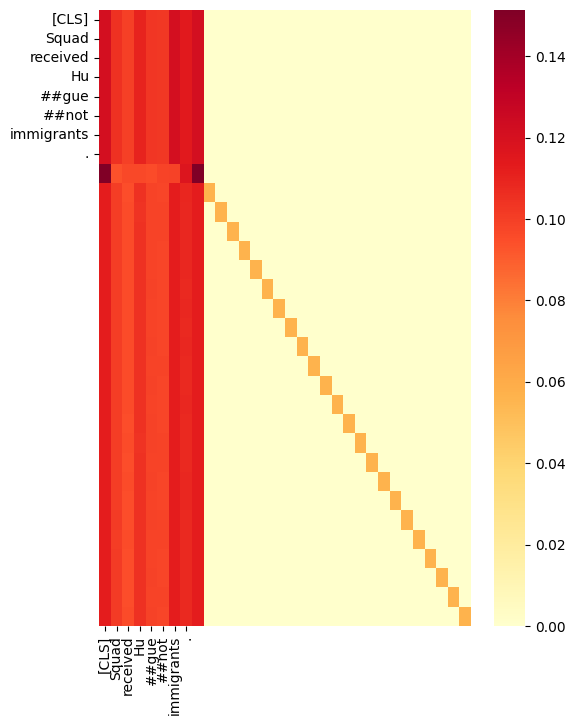 [CLS]
Squad
received
Hu
##gue
##not
immigrants
.
0.14
0.12
0.10
0.08
0.06
0.04
0.02
0.00
[CLS]
Squad
received
Hu
##gue
##not
immigrants
.